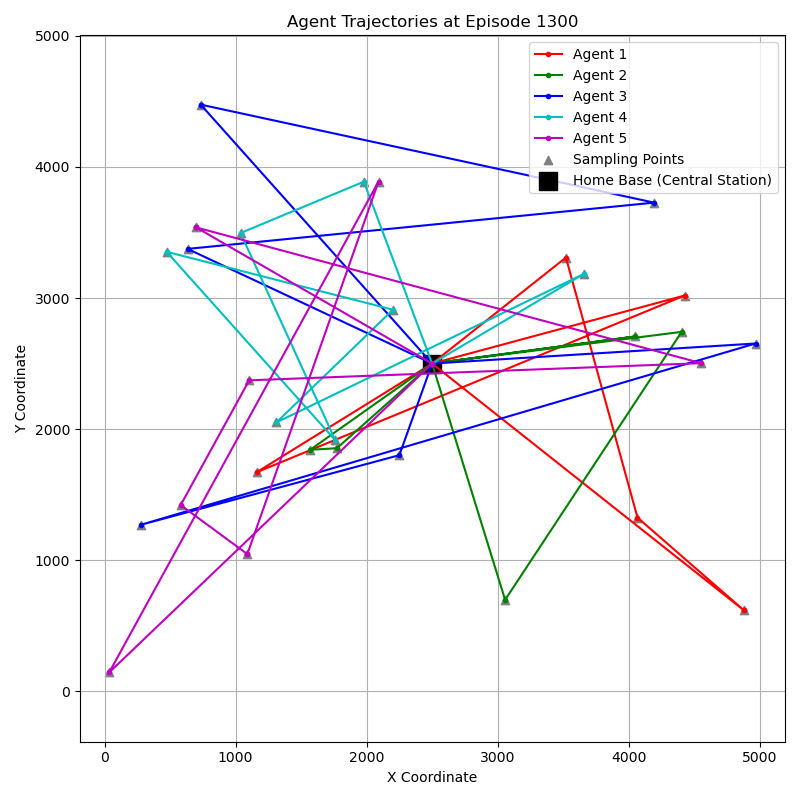 Agent Trajectories at Episode 1300
Agent 1
Agent 2
Agent 3
Agent 4
Agent 5
Sampling Points
Home Base (Central Station)
Y Coordinate
5000
4000
3000
2000
1000
0
0 1000 2000 3000 4000 5000
X Coordinate